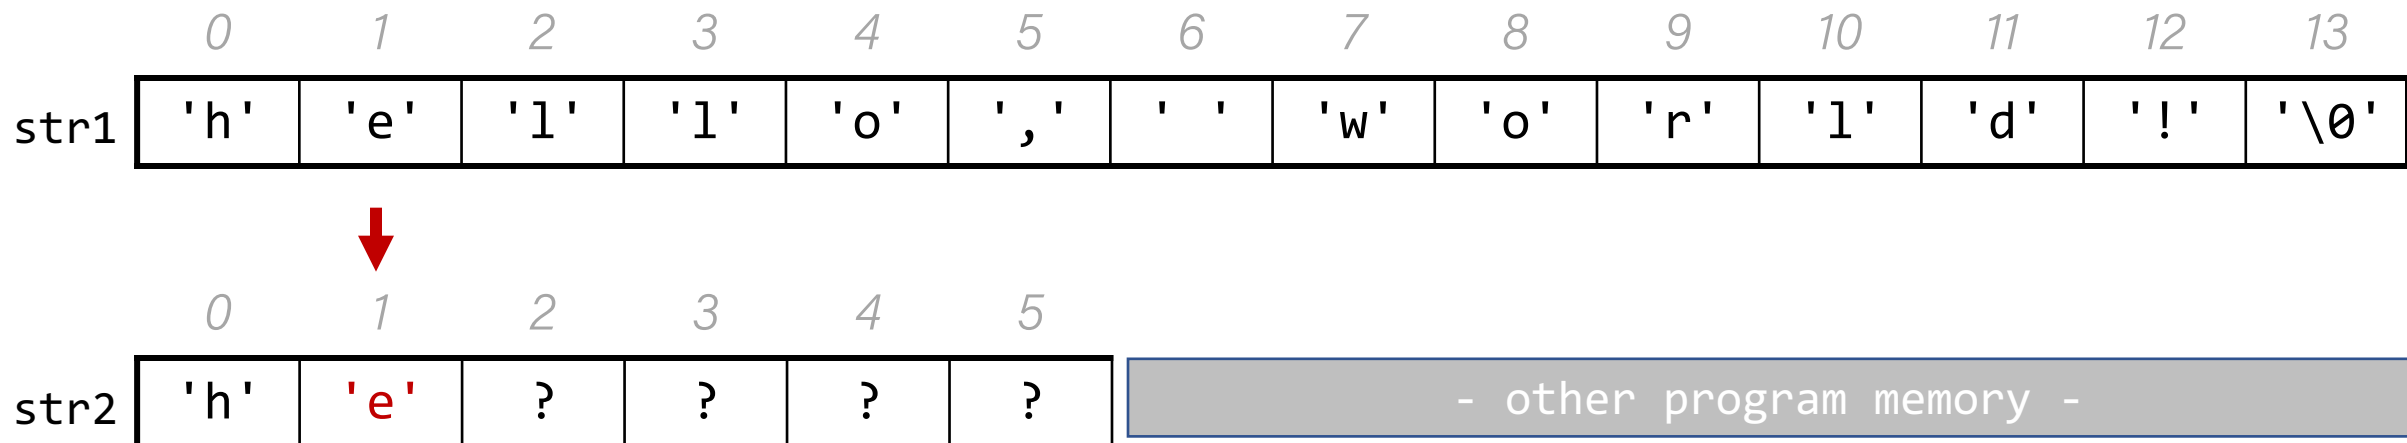 0 1 2 3 4 5 6 7 8 9 10 11 12 13
str1 'h' 'e' 'l' 'l' 'o' ',' ' ' 'w' 'o' 'r' 'l' 'd' '!' '\0'
0 1 2 3 4 5
str2 'h' 'e' ? ? ? ? - other program memory -